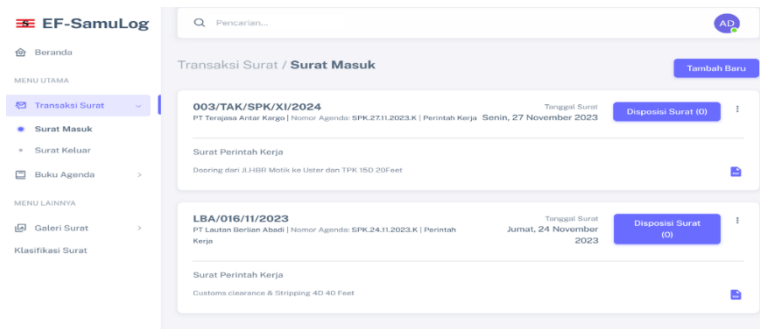 EF-SamuLog
Pencarian...
AD
Beranda
MENU UTAMA
Transaksi Surat
Surat Masuk
Surat Keluar
Buku Agenda
MENU LAINNYA
Galeri Surat
Klasifikasi Surat
Transaksi Surat / Surat Masuk
Tambah Baru
003/TAK/SPK/XI/2024
PT Terajasa Antar Kargo | Nomor Agenda: SPK.27.11.2023.K | Perintah Kerja
Tanggal Surat
Senin, 27 November 2023
Disposisi Surat (0)
Surat Perintah Kerja
Dooring dari Jl.HBR Motik ke Uster dan TPK 15D 20Feet
LBA/016/11/2023
PT Lautan Berlian Abadi | Nomor Agenda: SPK.24.11.2023.K | Perintah
Kerja
Tanggal Surat
Jumat, 24 November
2023
Disposisi Surat
(0)
Surat Perintah Kerja
Customs clearance & Stripping 4D 40 Feet